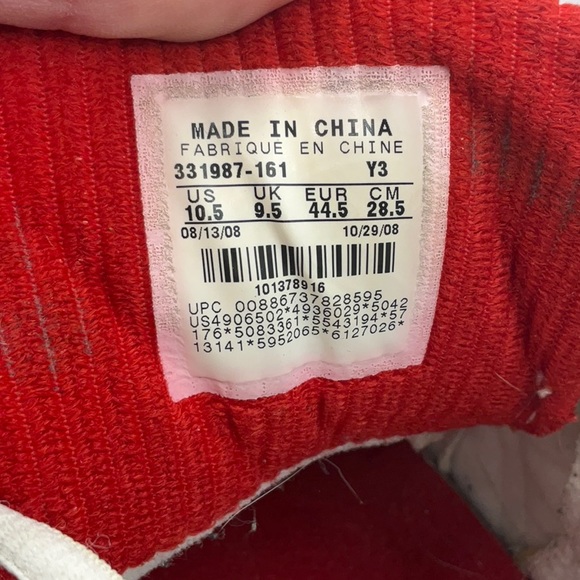 MADE IN CHINA
FABRIQUE EN CHINE
331987-161 Y3
US UK EUR CM
10.5 9.5 44.5 28.5
08/13/08 10/29/08
101378916
UPC 00886737828595
US4906502*4936029*5042
176*5083361*5543194*57
13141*5952065*6127026*